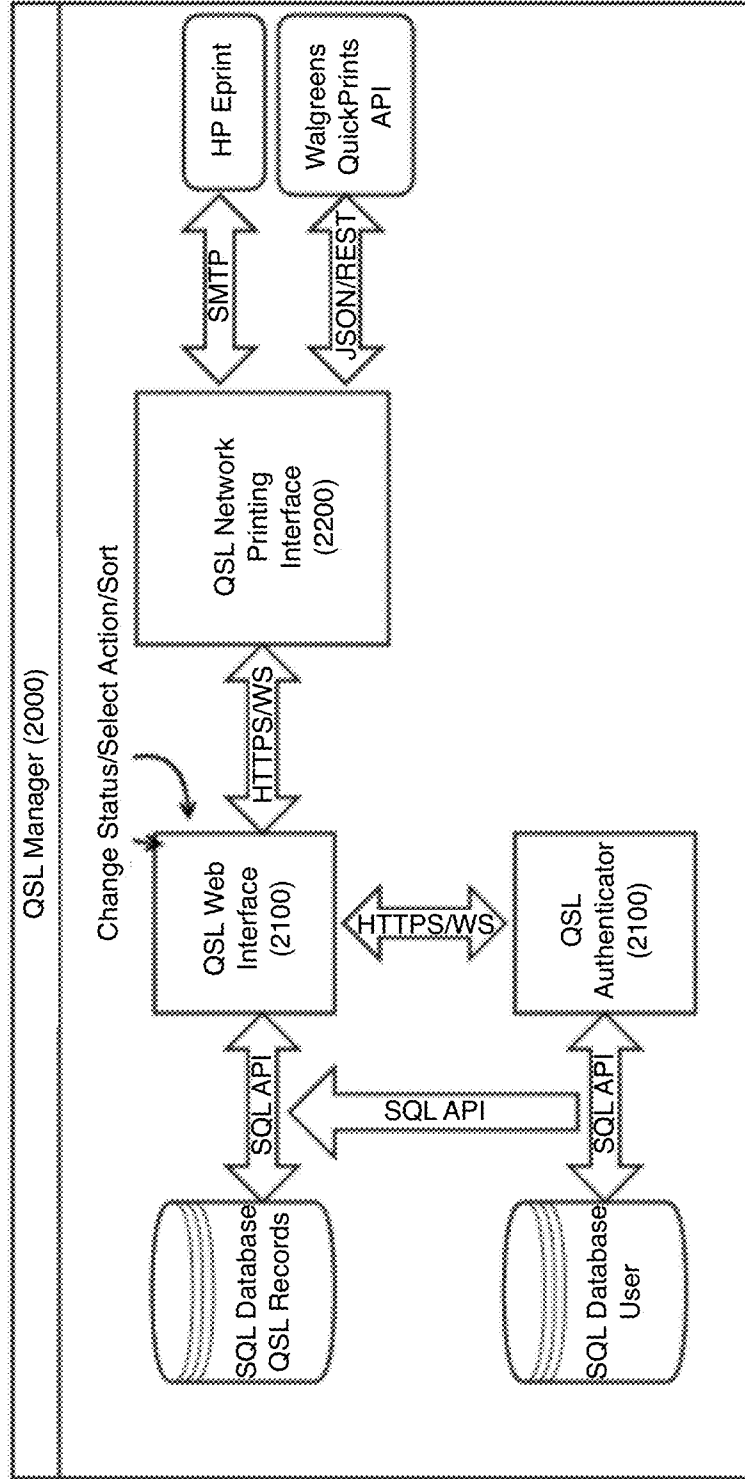 QSL Manager (2000)
Change Status/Select Action/Sort
SQL Database
QSL Records
SQL API
QSL Web
Interface
(2100)
HTTPS/WS
QSL Network
Printing
Interface
(2200)
SMTP
HP Eprint
JSON/REST
Walgreens
QuickPrints
API
SQL API
HTTPS/WS
SQL Database
User
SQL API
QSL
Authenticator
(2100)